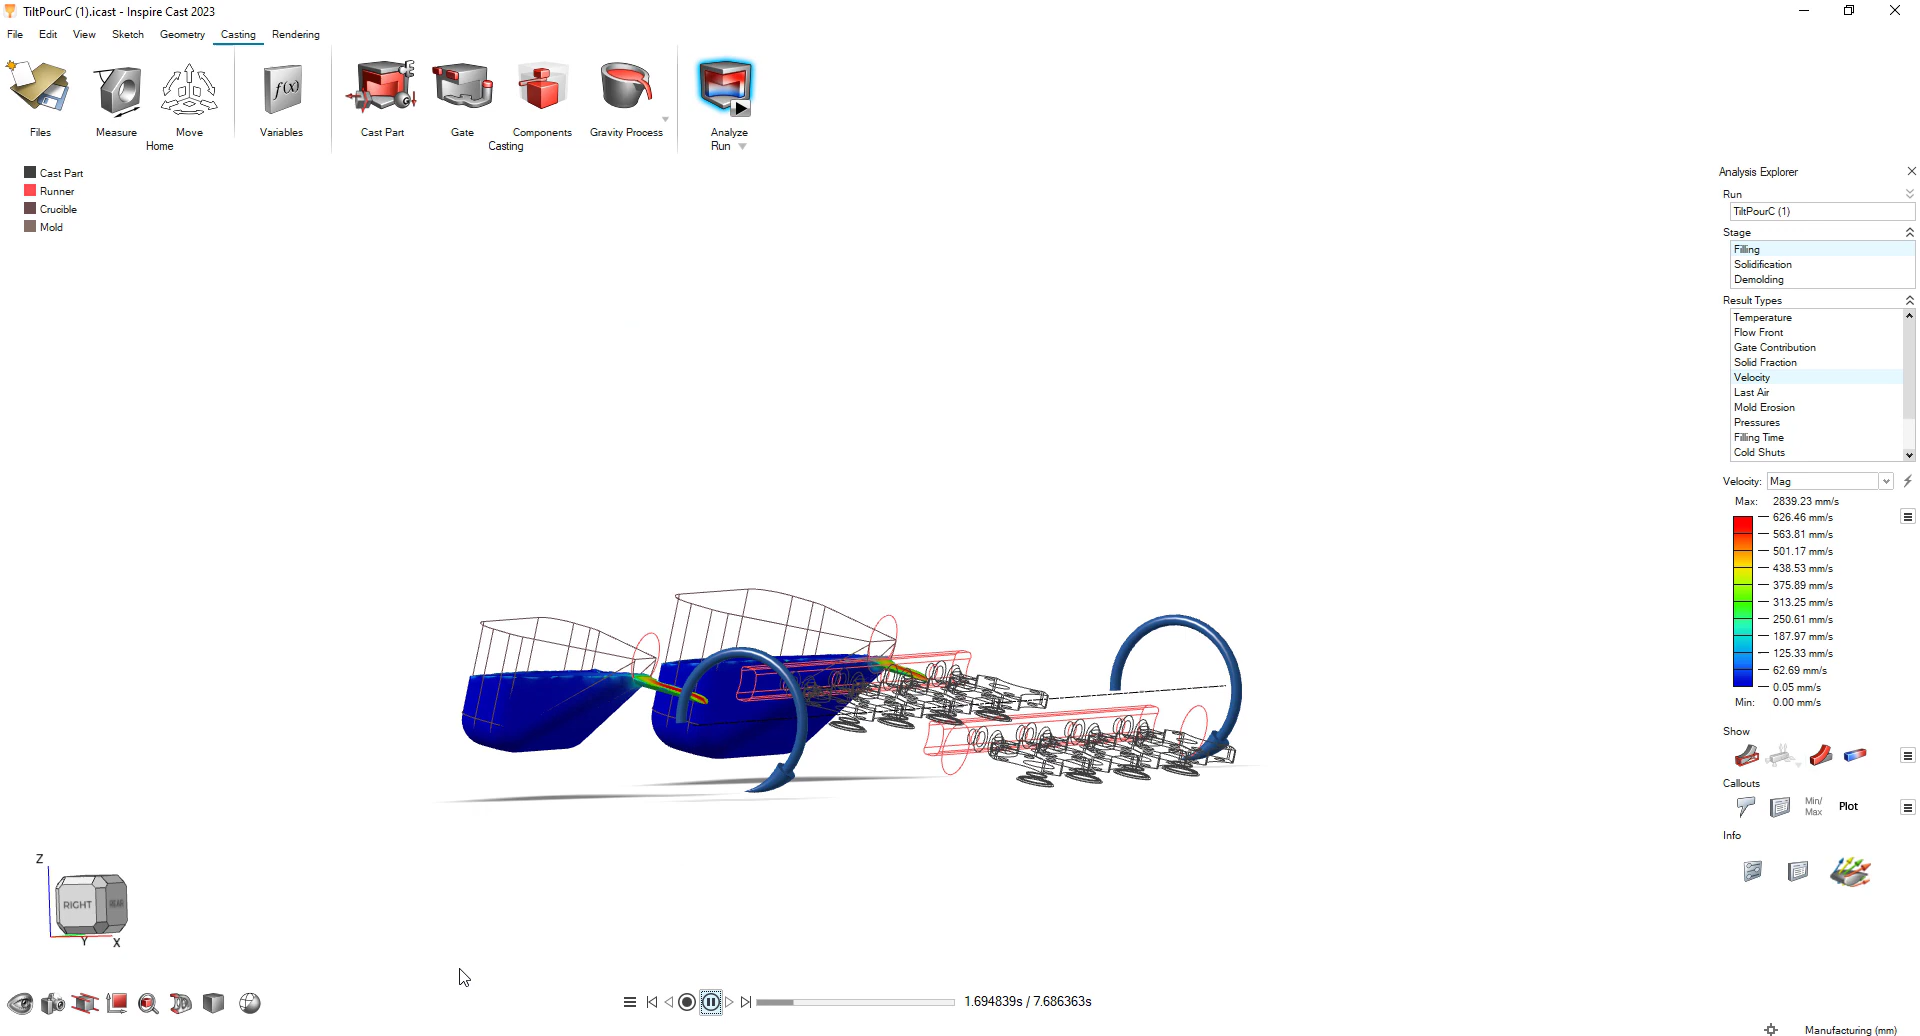 TiltPourC (1).icast - Inspire Cast 2023
File Edit View Sketch Geometry Casting Rendering
Files Measure Move Variables Cast Part Gate Components Gravity Process Analyze
Home Casting Run
f(x)
Cast Part
Runner
Crucible
Mold
Analysis Explorer
Run
TiltPourC (1)
Stage
Filling
Solidification
Demolding
Result Types
Temperature
Flow Front
Gate Contribution
Solid Fraction
Velocity
Last Air
Mold Erosion
Pressures
Filling Time
Cold Shuts
Velocity: Mag
Max: 2839.23 mm/s
626.46 mm/s
563.81 mm/s
501.17 mm/s
438.53 mm/s
375.89 mm/s
313.25 mm/s
250.61 mm/s
187.97 mm/s
125.33 mm/s
62.69 mm/s
0.05 mm/s
Min: 0.00 mm/s
Show
Callouts
Min/
Max
Plot
Info
Z
RIGHT REAR
Y X
1.694839s / 7.686363s
Manufacturing (mm)